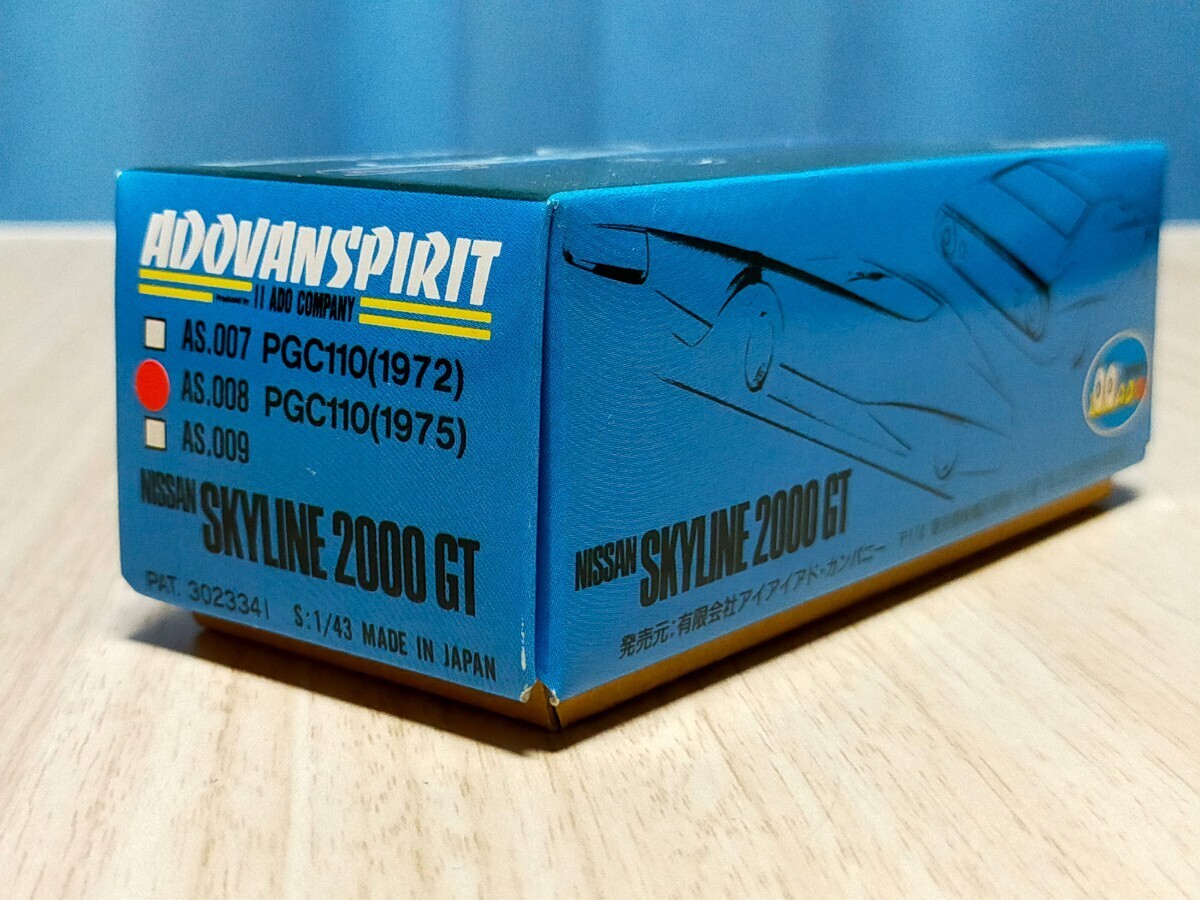 ADOVANSPIRIT
Produced by II ADO COMPANY
AS.007 PGC110(1972)
AS.008 PGC110(1975)
AS.009
NISSAN SKYLINE 2000 GT
PAT. 3023341 S:1/43 MADE IN JAPAN
NISSAN SKYLINE 2000 GT
発売元:有限会社アイアイアド・カンパニー